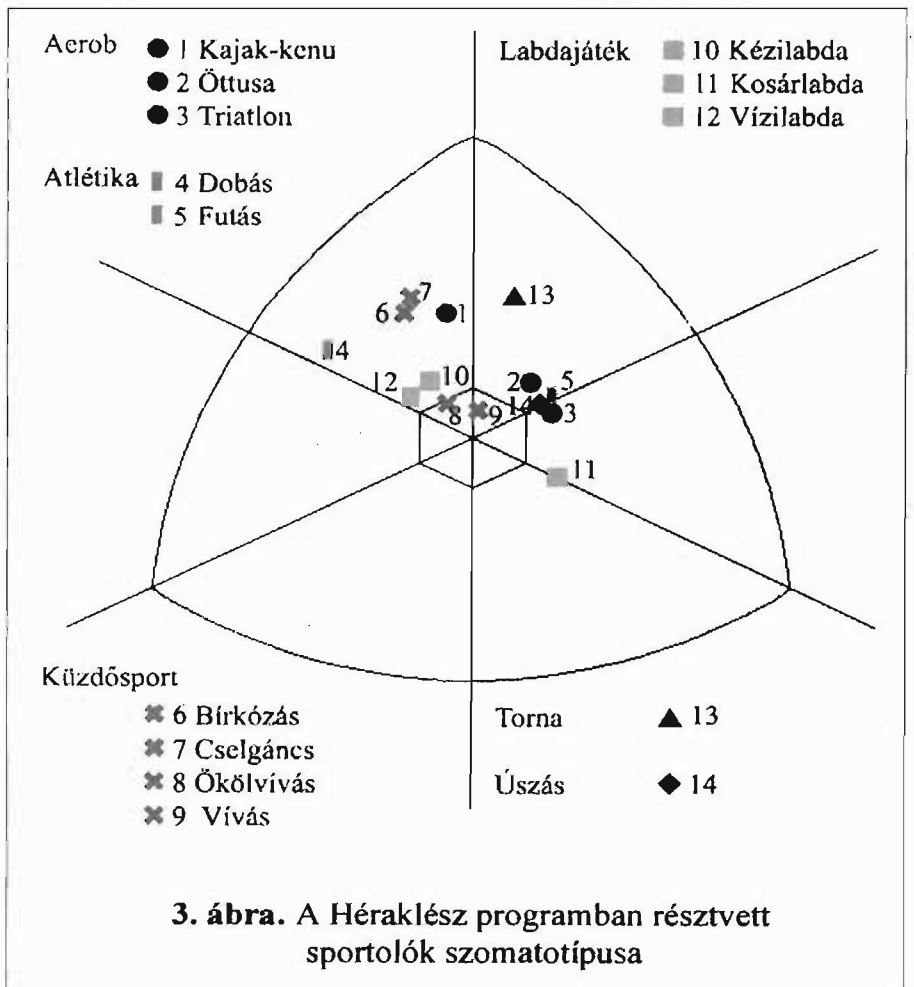 Aerob ● 1 Kajak-kenu
● 2 Öttusa
● 3 Triatlon
Atlétika 4 Dobás
5 Futás
Labdajáték 10 Kézilabda
11 Kosárlabda
12 Vízilabda
7
13
6
1
4
12
10
2
5
14
3
8
9
11
Küzdősport
6 Bírkózás
7 Cselgáncs
8 Ökölvívás
9 Vívás
Torna ▲ 13
Úszás ◆ 14
3. ábra. A Héraklész programban résztvett
sportolók szomatotípusa